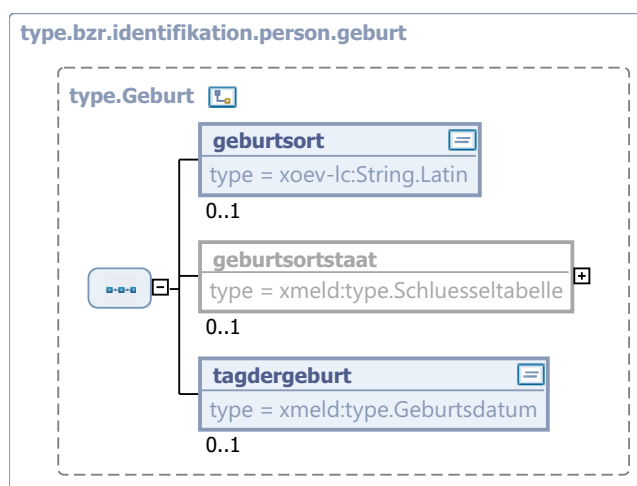 type.bzr.identifikation.person.geburt
type.Geburt
geburtsort
type = xoev-lc:String.Latin
0..1
geburtsortstaat
type = xmeld:type.Schluesseltabelle
0..1
tagdergeburt
type = xmeld:type.Geburtsdatum
0..1